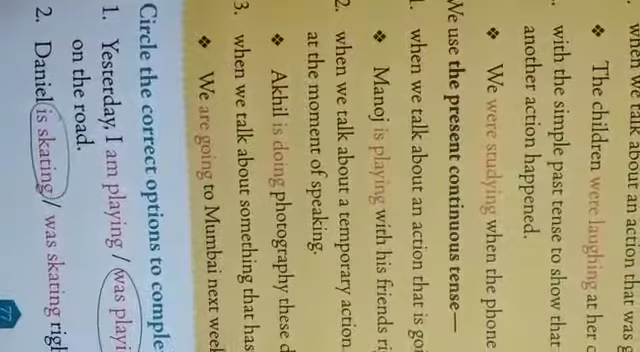 when we talk about an action that was
❖ The children were laughing at her
with the simple past tense to show that
another action happened.
❖ We were studying when the phone
We use the present continuous tense—
1. when we talk about an action that is
❖ Manoj is playing with his friends
2. when we talk about a temporary action
at the moment of speaking.
❖ Akhil is doing photography these
3. when we talk about something that has
❖ We are going to Mumbai next
Circle the correct options to
1. Yesterday, I am playing / was
on the road.
2. Daniel is skating / was skating
77